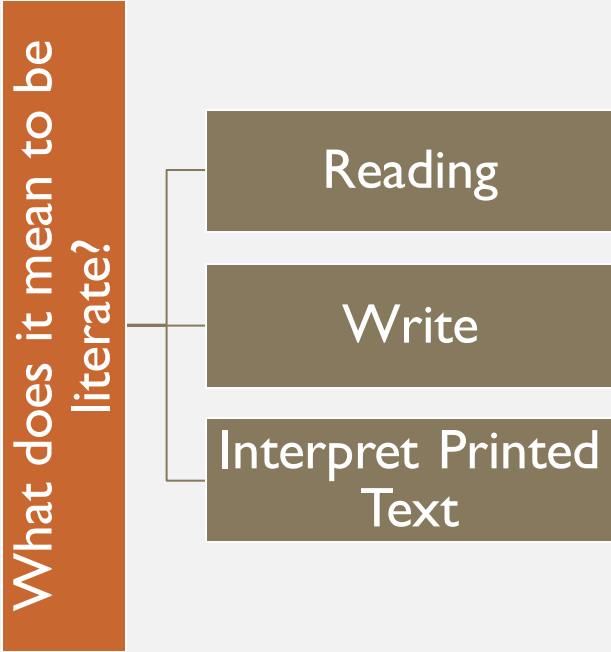 What does it mean to be
literate?
Reading
Write
Interpret Printed
Text